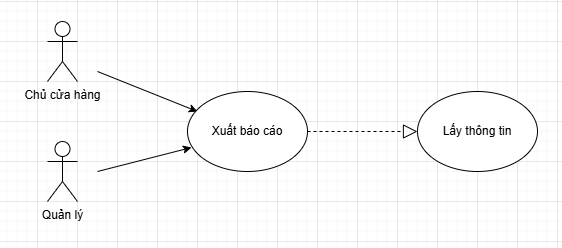 Chủ cửa hàng
Xuất báo cáo
Lấy thông tin
Quản lý